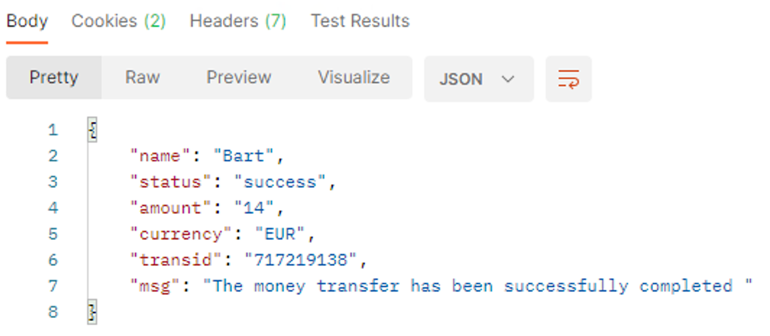 Body Cookies (2) Headers (7) Test Results
Pretty Raw Preview Visualize JSON
1 {
2 "name": "Bart",
3 "status": "success",
4 "amount": "14",
5 "currency": "EUR",
6 "transid": "717219138",
7 "msg": "The money transfer has been successfully completed "
8 }